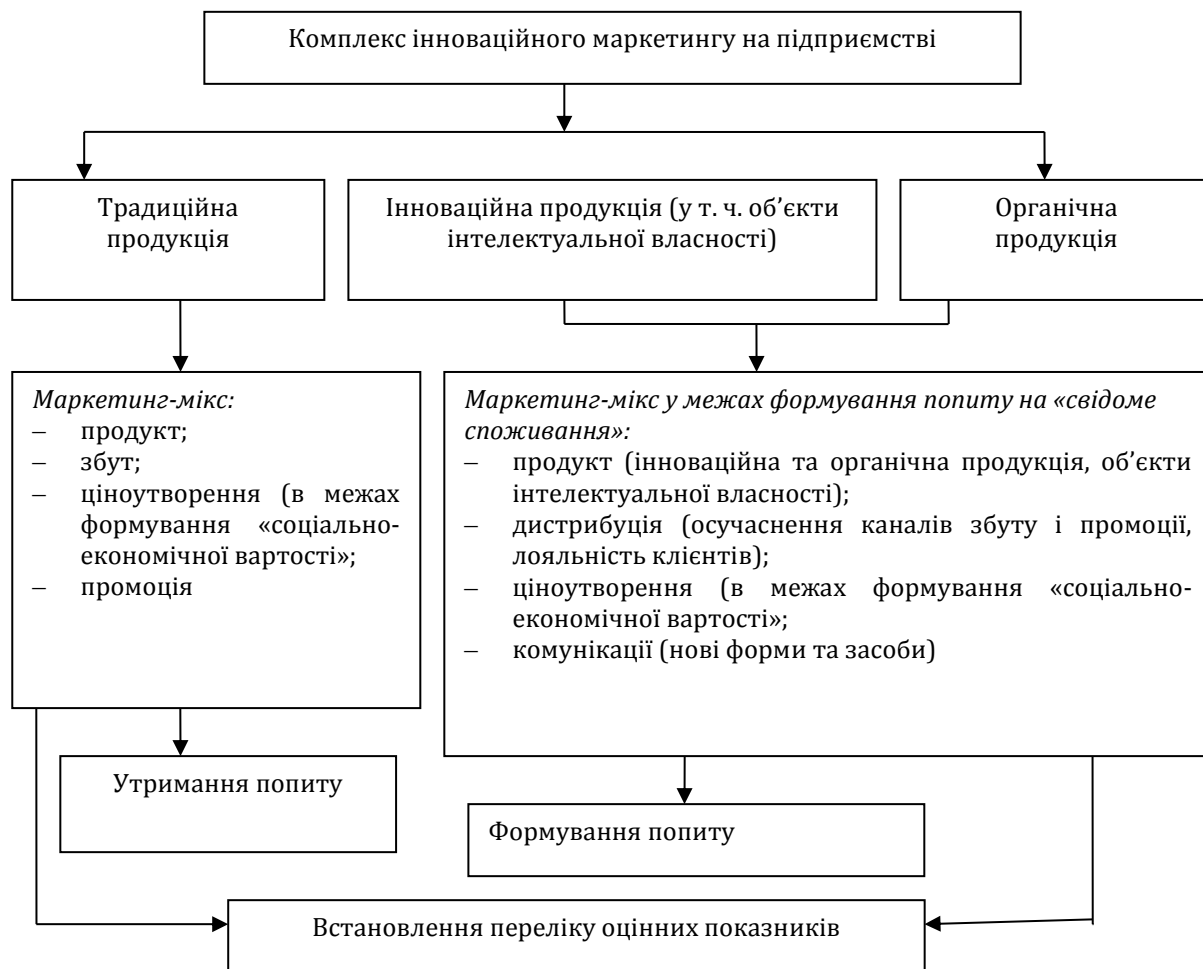 Комплекс інноваційного маркетингу на підприємстві
Традиційна
продукція
Інноваційна продукція (у т. ч. об’єкти
інтелектуальної власності)
Органічна
продукція
Маркетинг-мікс:
– продукт;
– збут;
– ціноутворення (в межах
формування «соціально-
економічної вартості»;
– промоція
Маркетинг-мікс у межах формування попиту на «свідоме
споживання»:
– продукт (інноваційна та органічна продукція, об’єкти
інтелектуальної власності);
– дистрибуція (осучаснення каналів збуту і промоції,
лояльність клієнтів);
– ціноутворення (в межах формування «соціально-
економічної вартості»;
– комунікації (нові форми та засоби)
Утримання попиту
Формування попиту
Встановлення переліку оцінних показників